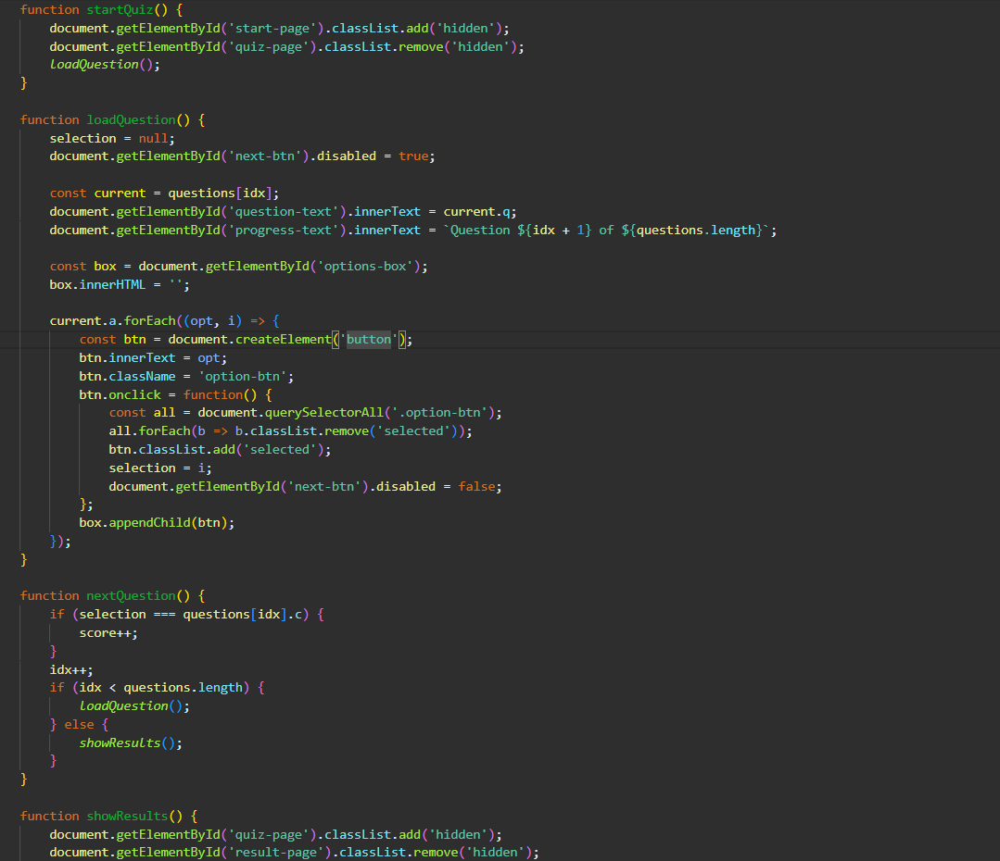 function startQuiz() {
    document.getElementById('start-page').classList.add('hidden');
    document.getElementById('quiz-page').classList.remove('hidden');
    loadQuestion();
}

function loadQuestion() {
    selection = null;
    document.getElementById('next-btn').disabled = true;

    const current = questions[idx];
    document.getElementById('question-text').innerText = current.q;
    document.getElementById('progress-text').innerText = `Question ${idx + 1} of ${questions.length}`;

    const box = document.getElementById('options-box');
    box.innerHTML = '';

    current.a.forEach((opt, i) => {
        const btn = document.createElement('button');
        btn.innerText = opt;
        btn.className = 'option-btn';
        btn.onclick = function() {
            const all = document.querySelectorAll('.option-btn');
            all.forEach(b => b.classList.remove('selected'));
            btn.classList.add('selected');
            selection = i;
            document.getElementById('next-btn').disabled = false;
        };
        box.appendChild(btn);
    });
}

function nextQuestion() {
    if (selection === questions[idx].c) {
        score++;
    }
    idx++;
    if (idx < questions.length) {
        loadQuestion();
    } else {
        showResults();
    }
}

function showResults() {
    document.getElementById('quiz-page').classList.add('hidden');
    document.getElementById('result-page').classList.remove('hidden');